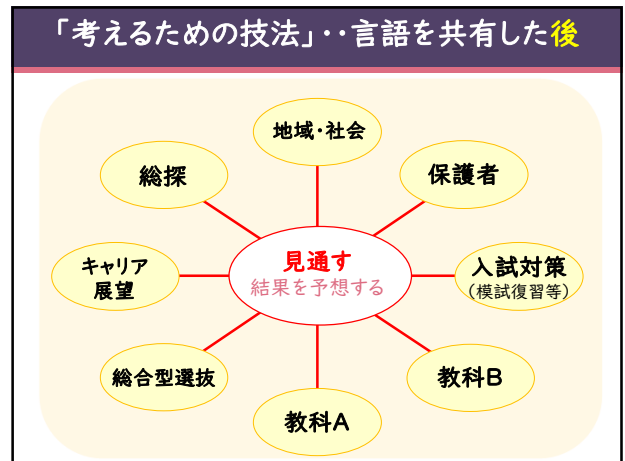 「考えるための技法」‥言語を共有した後
地域・社会
総探
保護者
見通す
結果を予想する
キャリア
展望
入試対策
（模試復習等）
総合型選抜
教科B
教科A